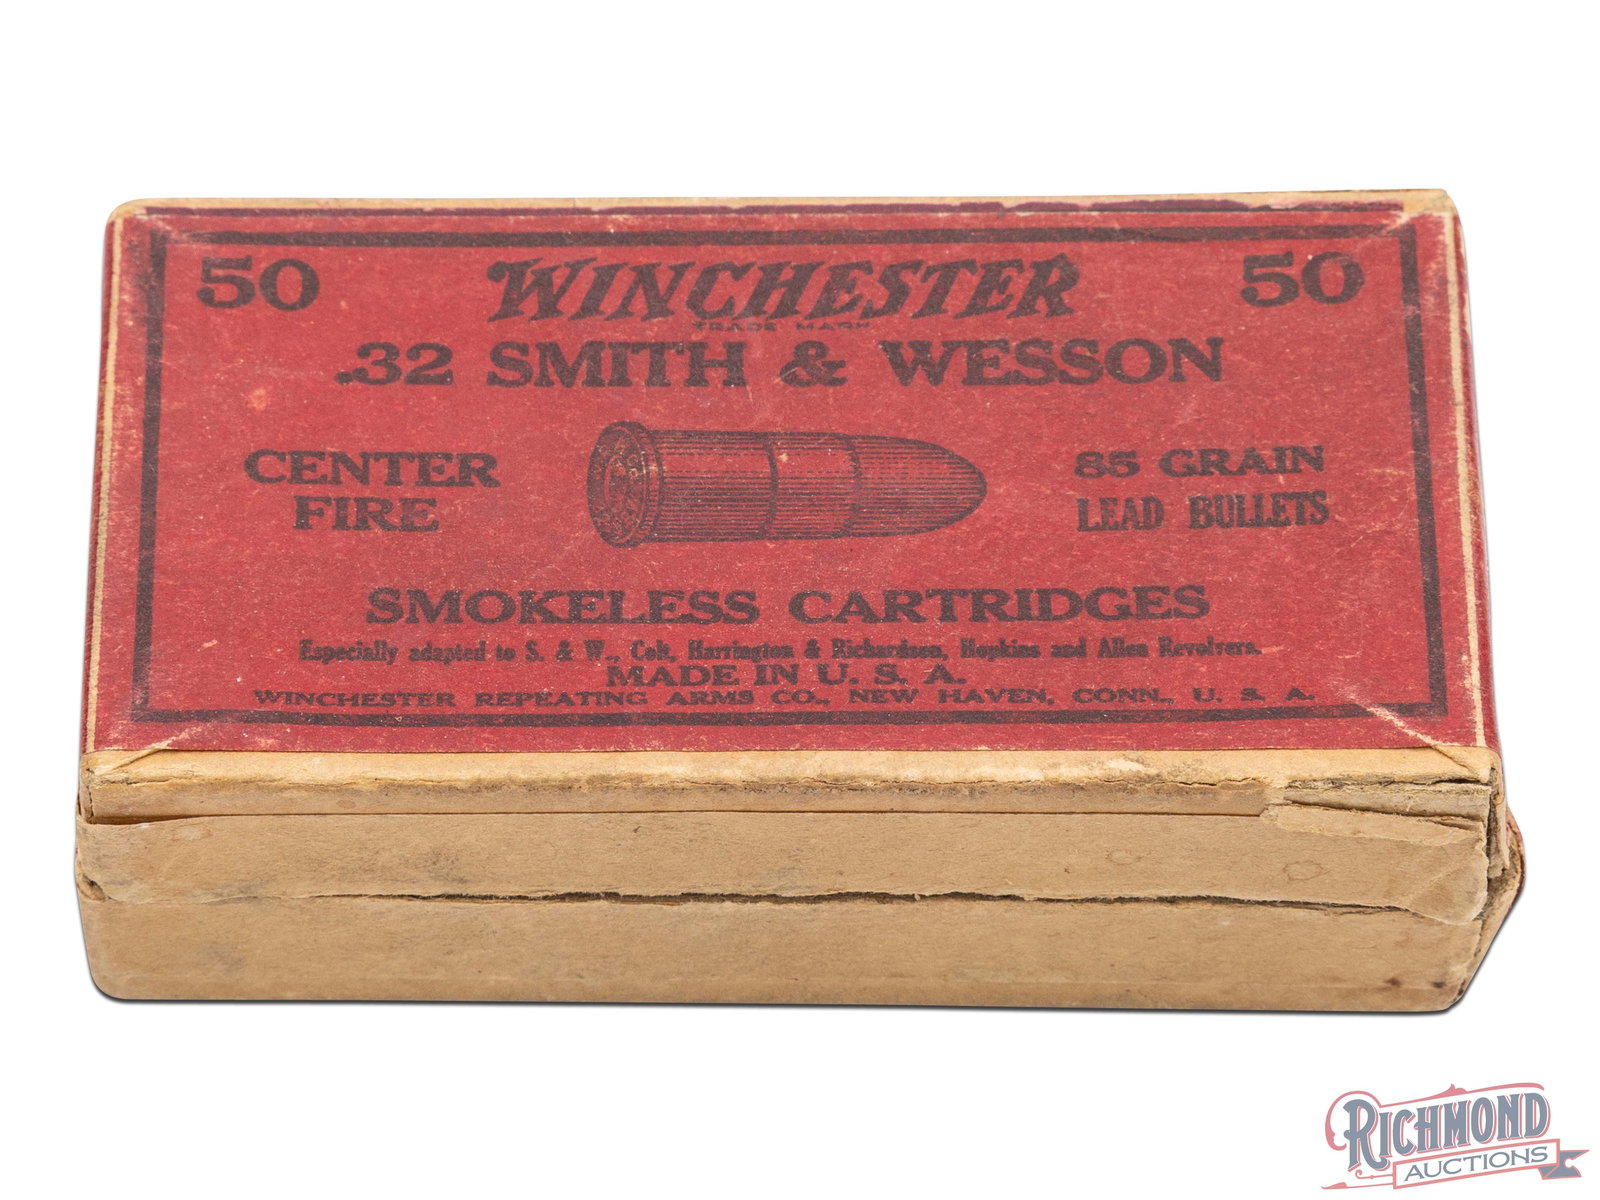 50 WINCHESTER 50
TRADE MARK
.32 SMITH & WESSON
CENTER
FIRE
85 GRAIN
LEAD BULLETS
SMOKELESS CARTRIDGES
Especially adapted to S. & W., Colt, Harrington & Richardson, Hopkins and Allen Revolvers.
MADE IN U. S. A.
WINCHESTER REPEATING ARMS CO., NEW HAVEN, CONN., U. S. A.
RICHMOND
AUCTIONS